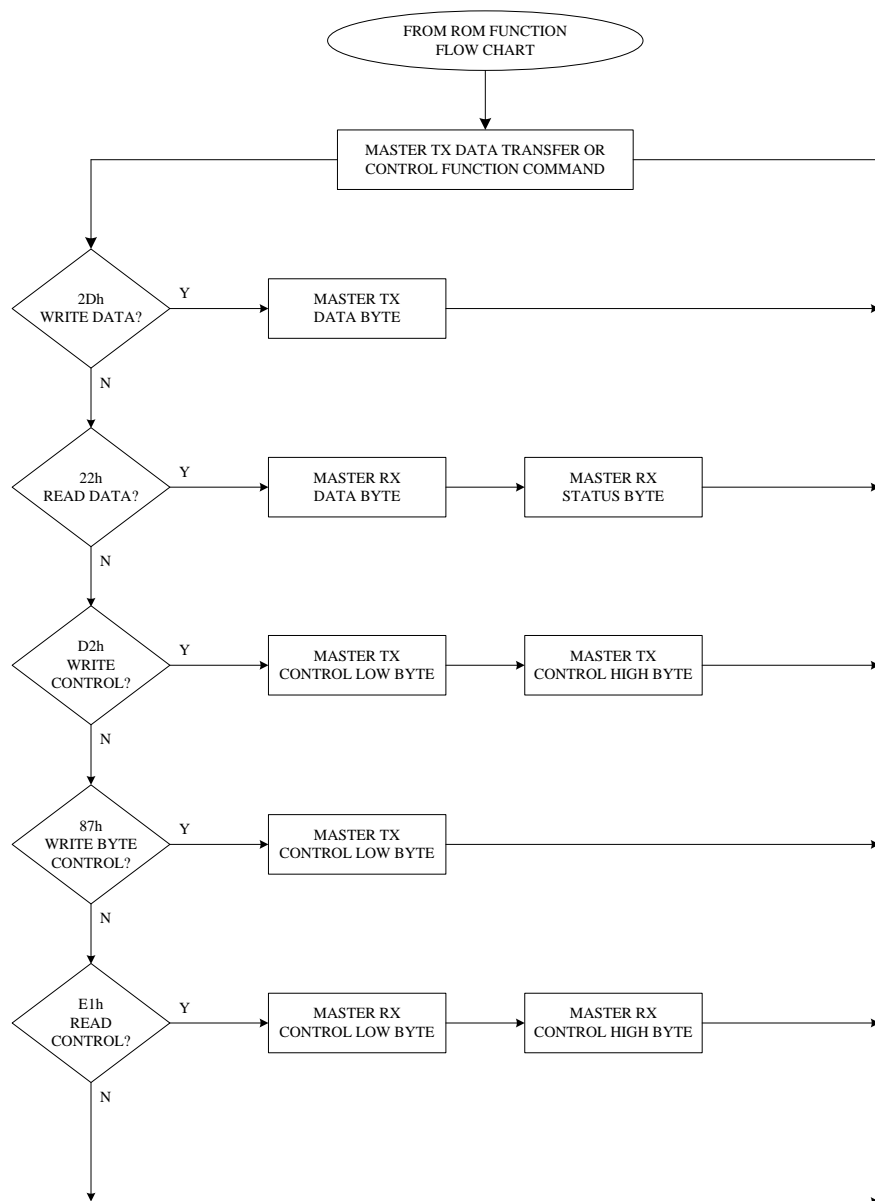 FROM ROM FUNCTION
FLOW CHART
MASTER TX DATA TRANSFER OR
CONTROL FUNCTION COMMAND
2Dh
WRITE DATA?
Y
MASTER TX
DATA BYTE
N
22h
READ DATA?
Y
MASTER RX
DATA BYTE
MASTER RX
STATUS BYTE
N
D2h
WRITE
CONTROL?
Y
MASTER TX
CONTROL LOW BYTE
MASTER TX
CONTROL HIGH BYTE
N
87h
WRITE BYTE
CONTROL?
Y
MASTER TX
CONTROL LOW BYTE
N
E1h
READ
CONTROL?
Y
MASTER RX
CONTROL LOW BYTE
MASTER RX
CONTROL HIGH BYTE
N